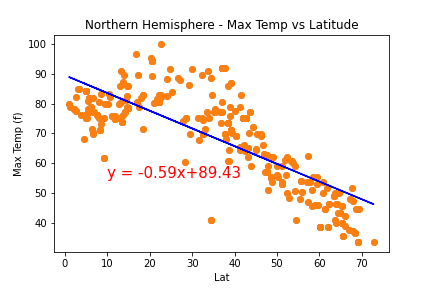 Northern Hemisphere - Max Temp vs Latitude
100
90
80
70
60
50
40
Max Temp (f)
y = -0.59x+89.43
0 10 20 30 40 50 60 70
Lat